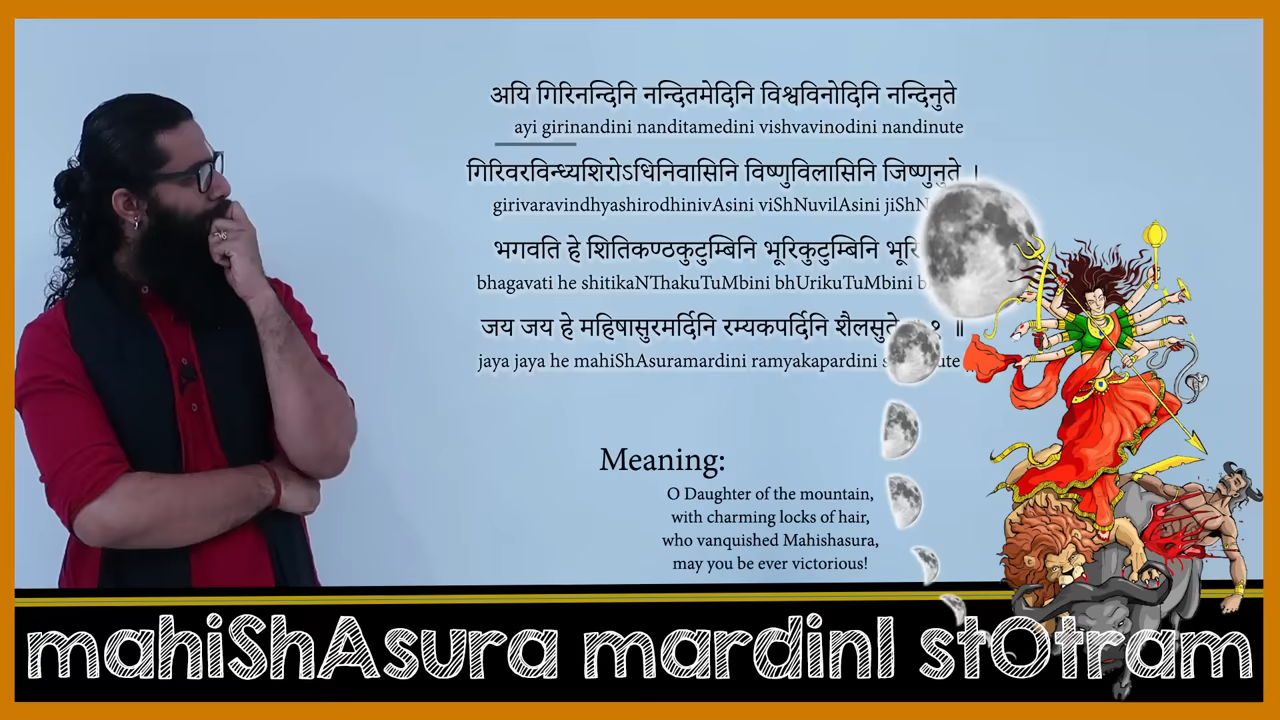 अयि गिरिनन्दिनि नन्दितमेदिनि विश्वविनोदिनि नन्दिनुते
ayi girinandini nanditamedini vishvavinodini nandinute
गिरिवरविन्ध्यशिरोऽधिनिवासिनि विष्णुविलासिनि जिष्णुनुते ।
girivaravindhyashirodhinivAsini viShNuvilAsini
भगवति हे शितिकण्ठकुटुम्बिनि भूरिकुटुम्बिनि
bhagavati he shitikaNThakuTuMbini bhUrikuTuMbini
जय जय हे महिषासुरमर्दिनि रम्यकपर्दिनि शैलसुते ॥
jaya jaya he mahiShAsuramardini ramyakapardini
Meaning:
O Daughter of the mountain,
with charming locks of hair,
who vanquished Mahishasura,
may you be ever victorious!
mahiShAsura mardinI stOtram